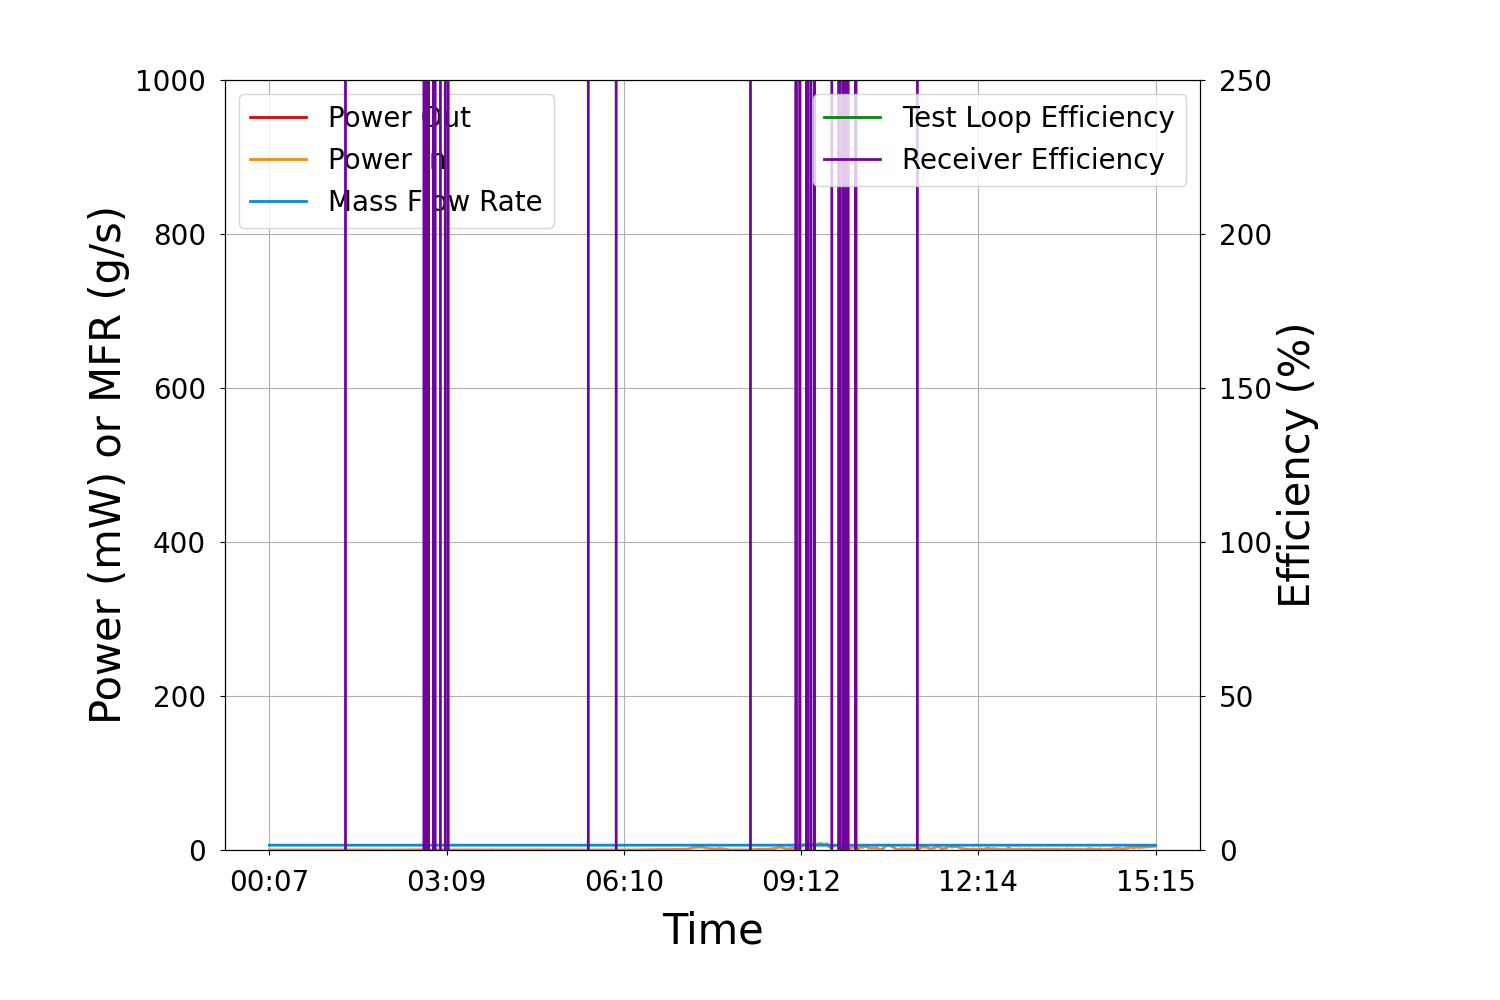 Power (mW) or MFR (g/s)
1000
800
600
400
200
0
Power Out
Power In
Mass Flow Rate
Test Loop Efficiency
Receiver Efficiency
250
200
150
100
50
0
Efficiency (%)
00:07 03:09 06:10 09:12 12:14 15:15
Time